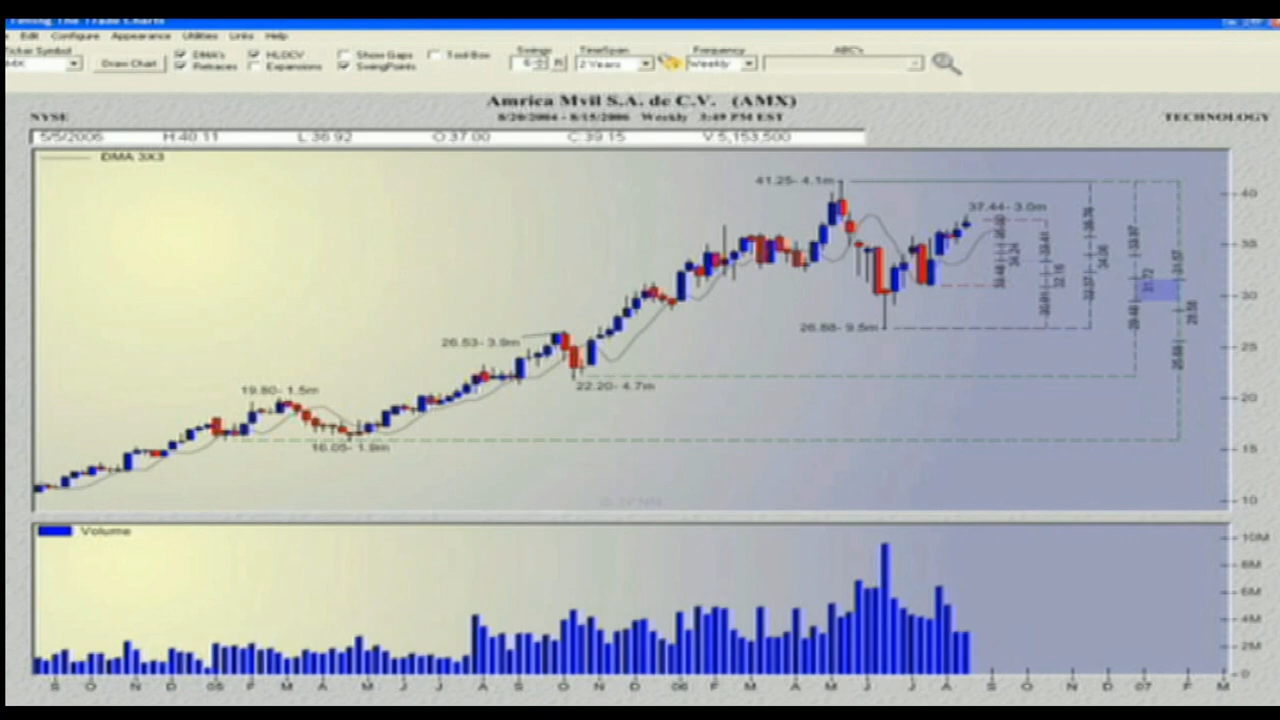 Timing The Trade Charts
Edit Configure Appearance Utilities Links Help
Ticker Symbol
AMX
Draw Chart
DMA's
HLOCV
Show Gaps
Tool Box
Retraces
Expansions
SwingPoints
Swings
6
R
TimeSpan
2 Years
Frequency
Weekly
ABC's
Amrica Mvil S.A. de C.V. (AMX)
NYSE
8/20/2004 - 8/15/2006 Weekly 3:49 PM EST
TECHNOLOGY
5/5/2006 H:40.11 L:36.92 O:37.00 C:39.15 V:5,153,500
DMA 3X3
41.25- 4.1m
37.44- 3.0m
26.88- 9.5m
26.53- 3.9m
22.20- 4.7m
19.80- 1.5m
16.05- 1.9m
31.72
40
35
30
25
20
15
10
Volume
10M
8M
6M
4M
2M
0
S O N D 05 F M A M J J A S O N D 06 F M A M J J A S O N D 07 F M